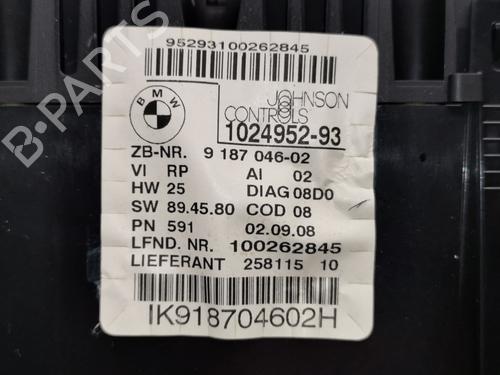 95293100262845
BMW
JOHNSON
CONTROLS
1024952-93
ZB-NR. 9 187 046-02
VI RP AI 02
HW 25 DIAG 08D0
SW 89.45.80 COD 08
PN 591 02.09.08
LFND. NR. 100262845
LIEFERANT 258115 10
IK918704602H
B-PARTS